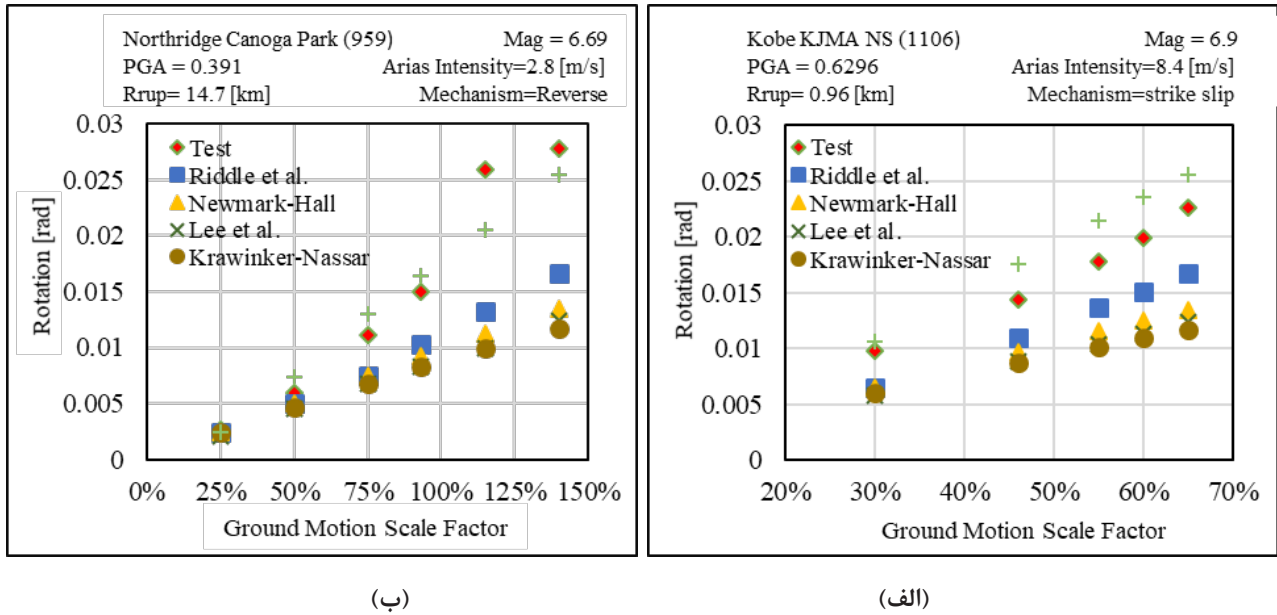 Northridge Canoga Park (959) Mag = 6.69
PGA = 0.391 Arias Intensity=2.8 [m/s]
Rrup= 14.7 [km] Mechanism=Reverse
0.03
0.025
0.02
0.015
0.01
0.005
0
Rotation [rad]
Test
Riddle et al.
Newmark-Hall
Lee et al.
Krawinker-Nassar
0% 25% 50% 75% 100% 125% 150%
Ground Motion Scale Factor
(ب)
Kobe KJMA NS (1106) Mag = 6.9
PGA = 0.6296 Arias Intensity=8.4 [m/s]
Rrup= 0.96 [km] Mechanism=strike slip
0.03
0.025
0.02
0.015
0.01
0.005
0
Rotation [rad]
Test
Riddle et al.
Newmark-Hall
Lee et al.
Krawinker-Nassar
20% 30% 40% 50% 60% 70%
Ground Motion Scale Factor
(الف)